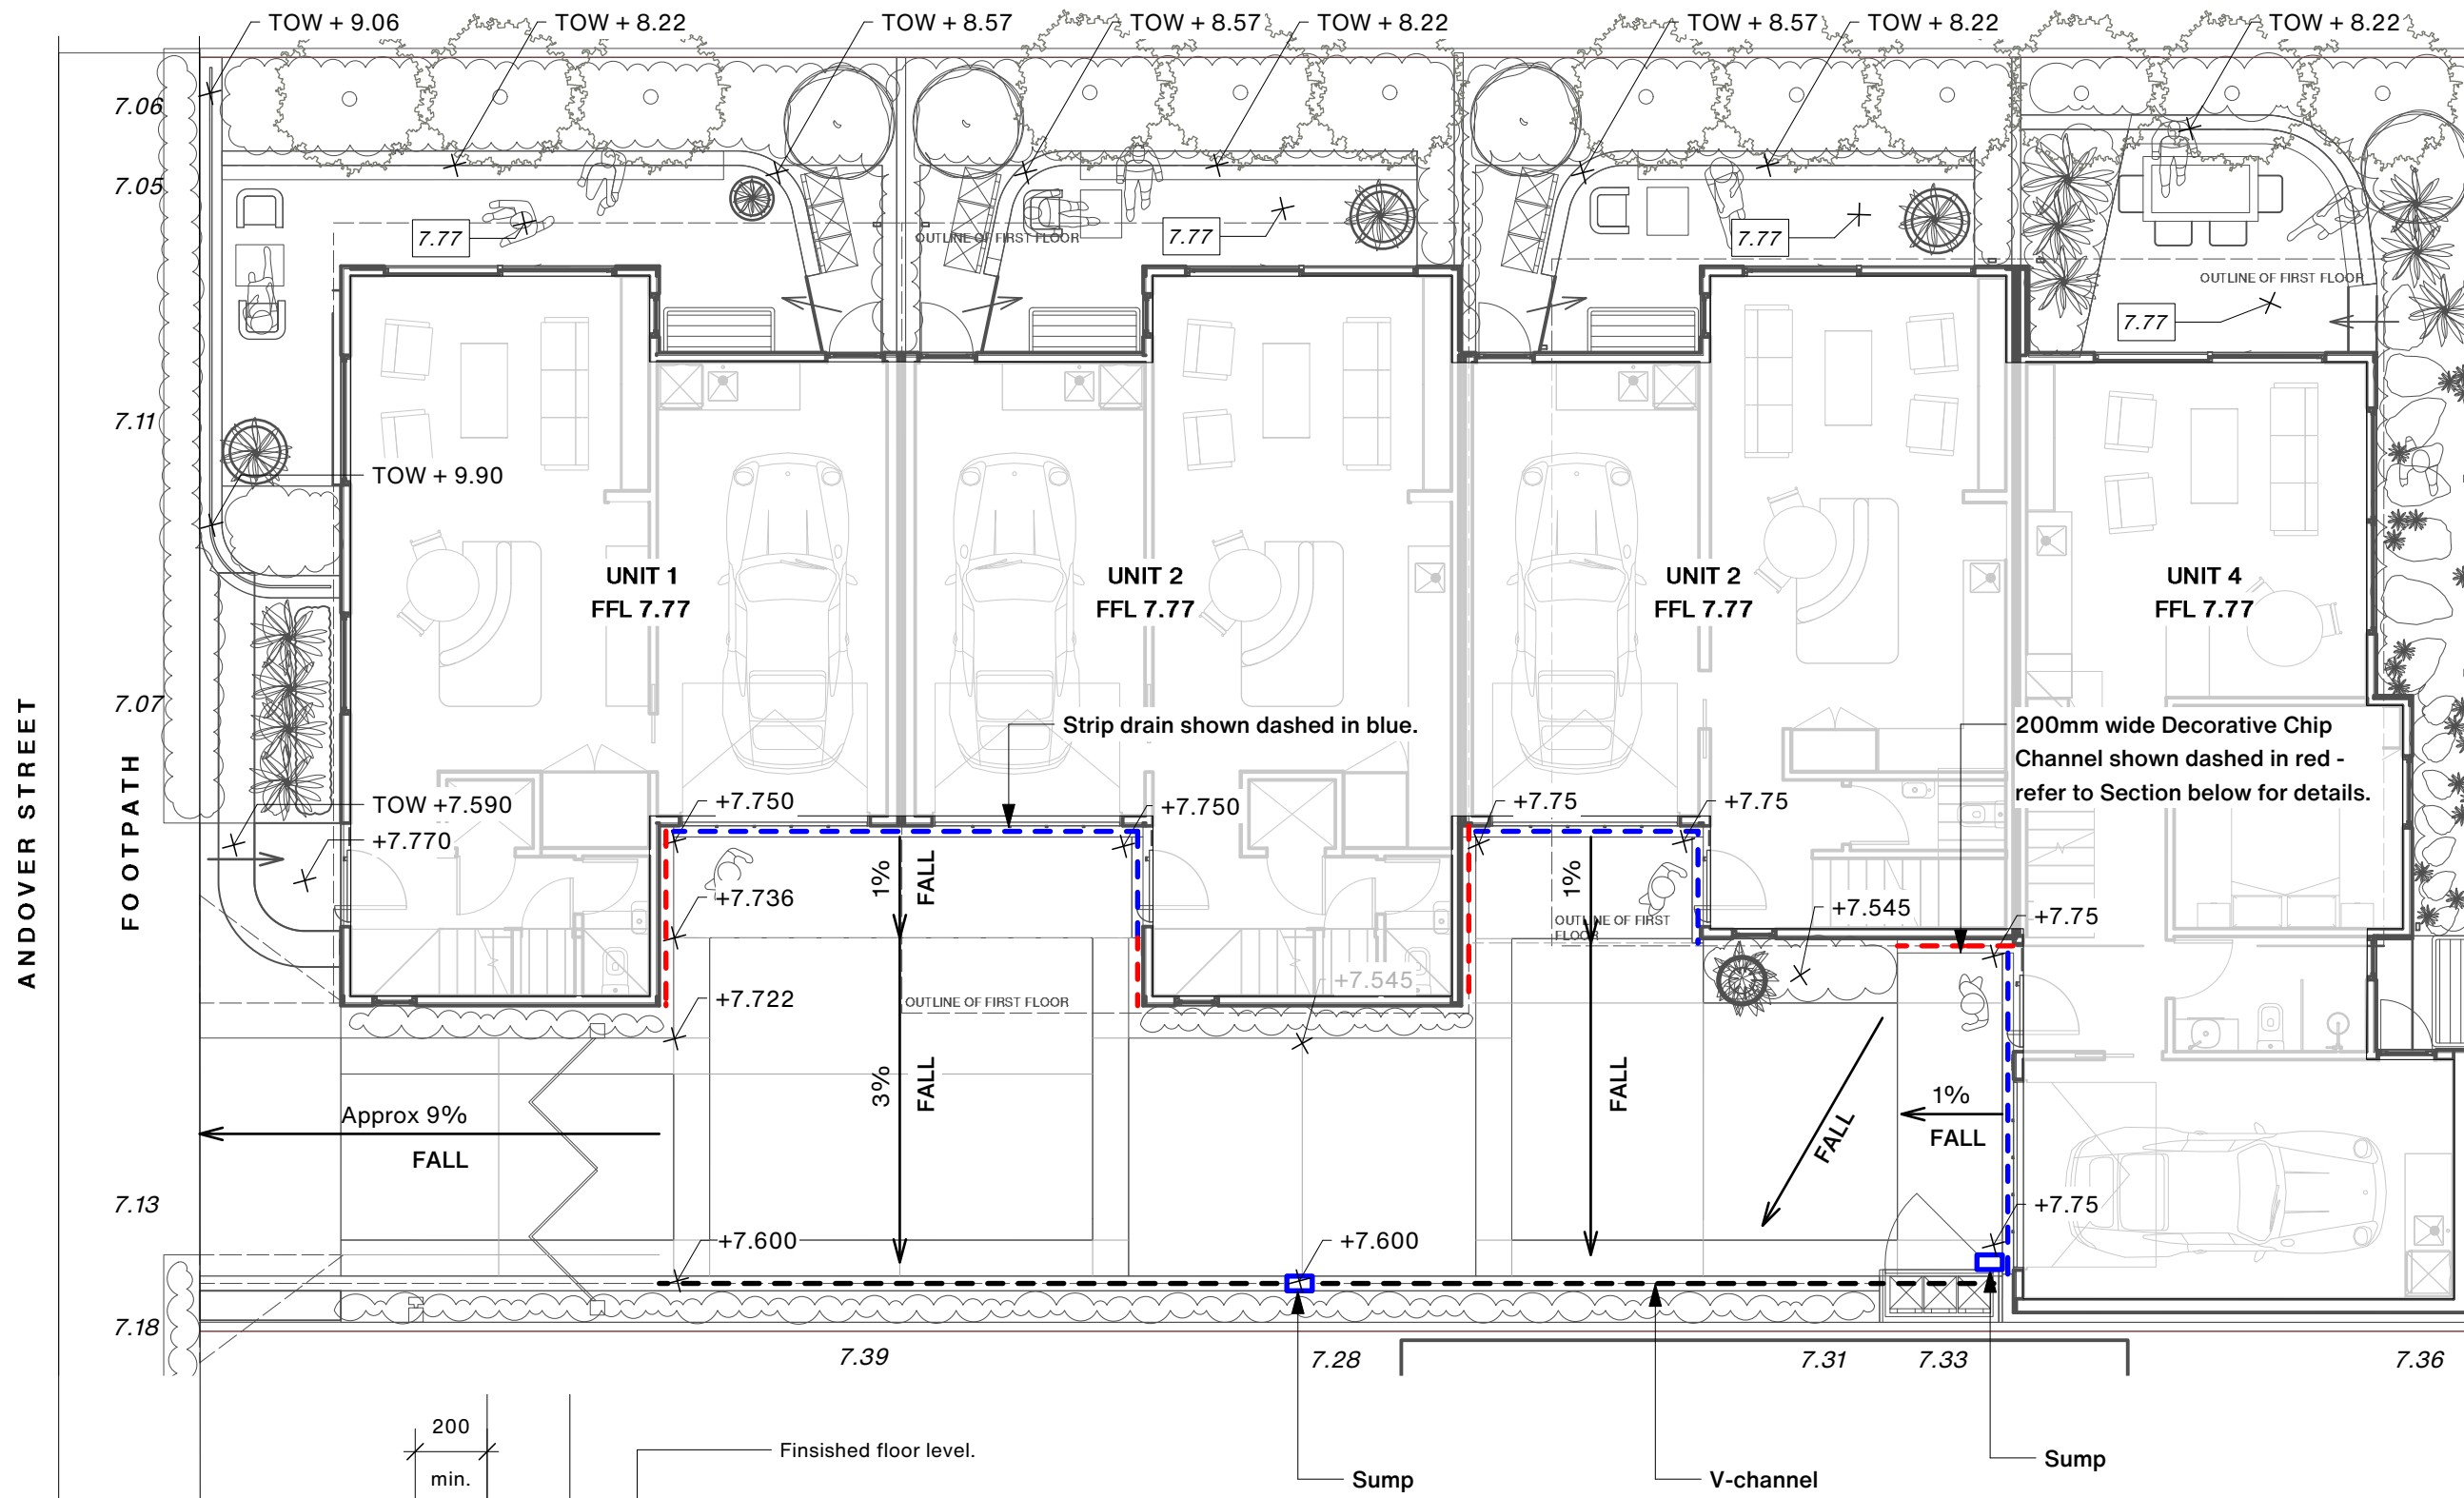 TOW + 9.06
TOW + 8.22
TOW + 8.57
TOW + 8.57
TOW + 8.22
TOW + 8.57
TOW + 8.22
TOW + 8.22
7.06
7.05
7.77
OUTLINE OF FIRST FLOOR
7.77
7.77
OUTLINE OF FIRST FLOOR
7.77
7.11
TOW + 9.90
UNIT 1
FFL 7.77
UNIT 2
FFL 7.77
UNIT 2
FFL 7.77
UNIT 4
FFL 7.77
7.07
ANDOVER STREET
FOOTPATH
Strip drain shown dashed in blue.
200mm wide Decorative Chip
Channel shown dashed in red -
refer to Section below for details.
TOW +7.590
+7.770
+7.750
+7.750
+7.75
+7.75
+7.736
1%
FALL
1%
OUTLINE OF FIRST
FLOOR
+7.545
+7.75
+7.545
+7.722
OUTLINE OF FIRST FLOOR
3%
FALL
FALL
FALL
1%
FALL
Approx 9%
FALL
7.13
+7.600
+7.600
+7.75
7.18
7.39
7.28
7.31
7.33
7.36
200
min.
Finsished floor level.
Sump
V-channel
Sump